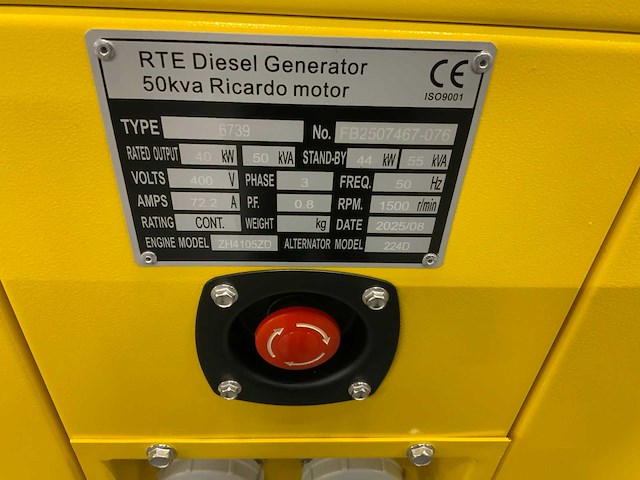 RTE Diesel Generator
50kva Ricardo motor
CE
ISO9001
TYPE 6739 No. FB2507467-076
RATED OUTPUT 40 kW 50 kVA STAND-BY 44 kW 55 kVA
VOLTS 400 V PHASE 3 FREQ. 50 Hz
AMPS 72.2 A P.F. 0.8 RPM. 1500 r/min
RATING CONT. WEIGHT kg DATE 2025/08
ENGINE MODEL ZH4105ZD ALTERNATOR MODEL 224D